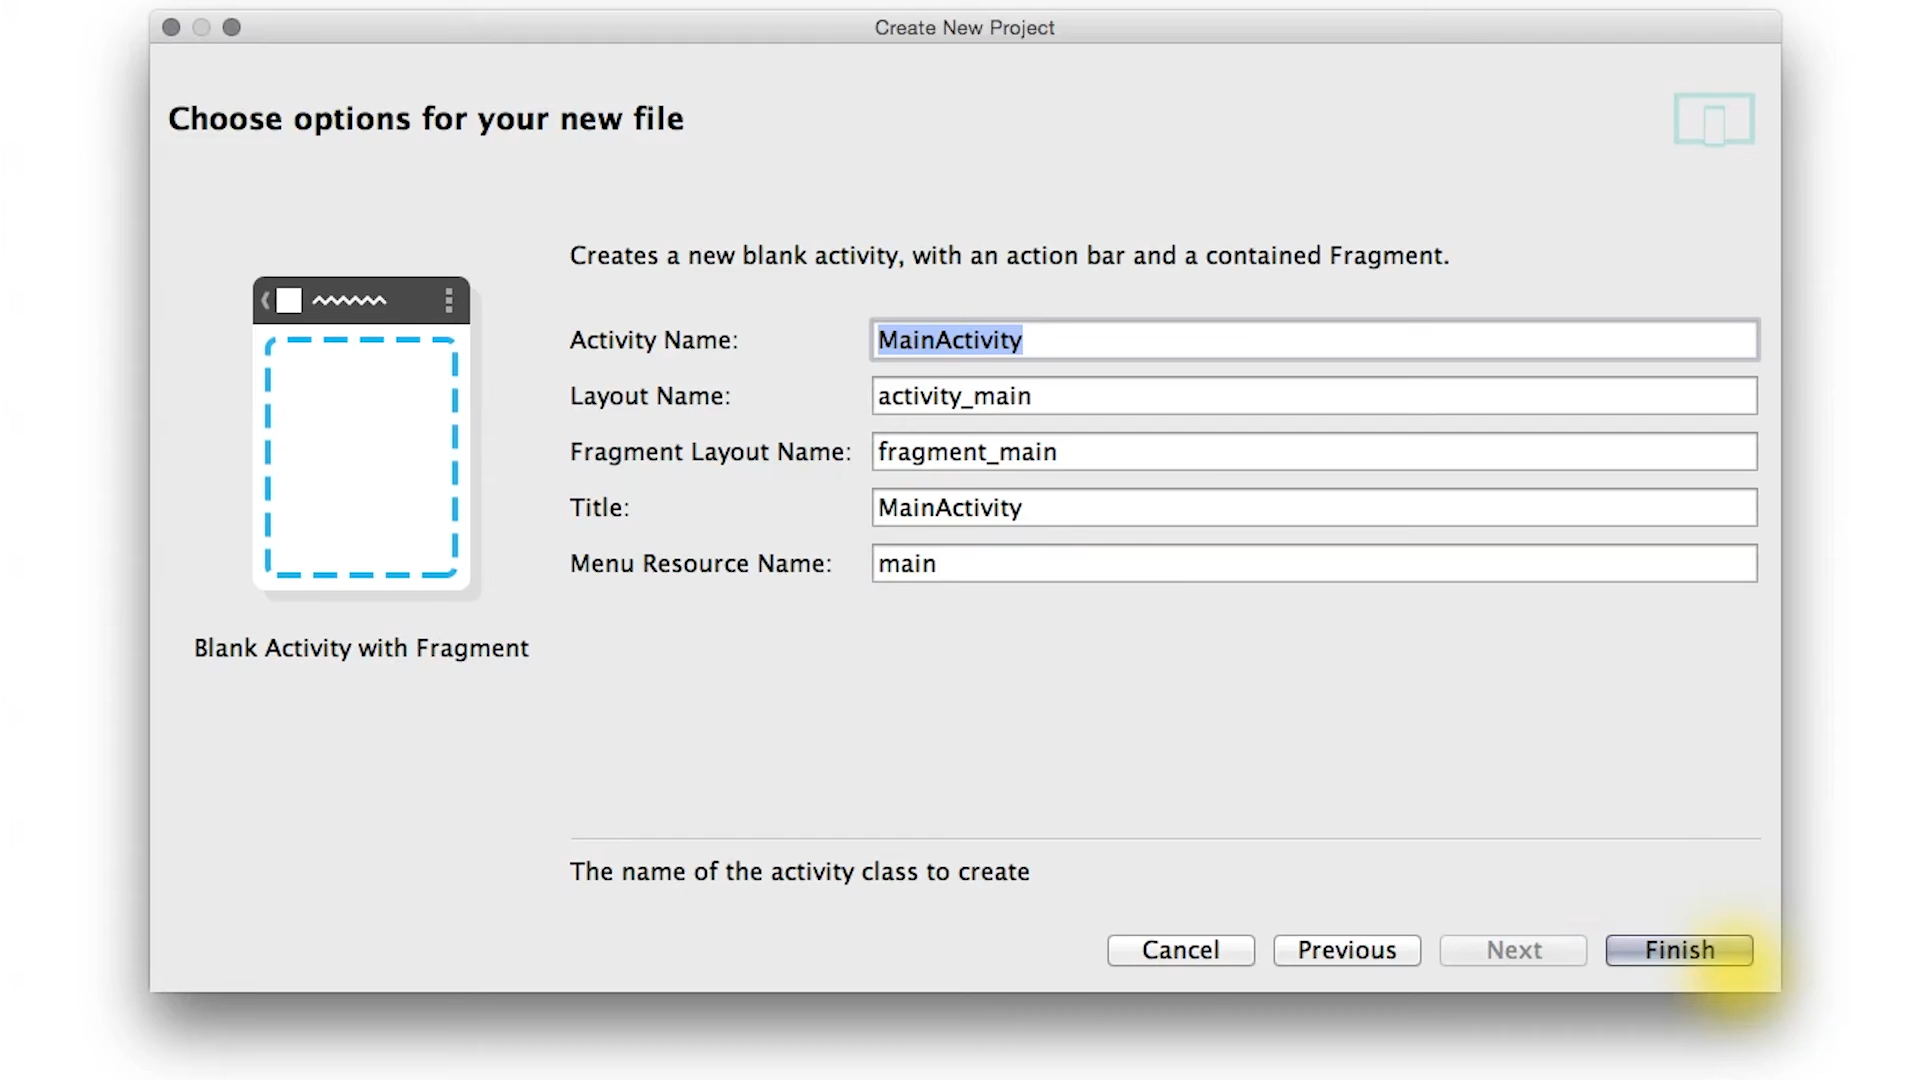 Create New Project
Choose options for your new file
Creates a new blank activity, with an action bar and a contained Fragment.
Activity Name: MainActivity
Layout Name: activity_main
Fragment Layout Name: fragment_main
Title: MainActivity
Menu Resource Name: main
Blank Activity with Fragment
The name of the activity class to create
Cancel Previous Next Finish